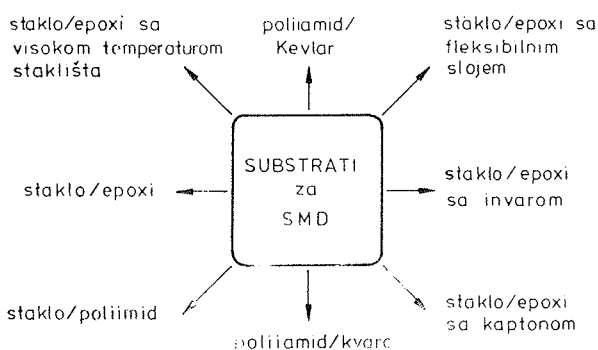 staklo/epoxi sa
visokom temperaturom
staklišta
poliiamid/
Kevlar
staklo/epoxi sa
fleksibilnim
slojem
staklo/epoxi
SUBSTRATI
za
SMD
staklo/epoxi
sa invarom
staklo/poliimid
poliiamid/kvarc
staklo/epoxi
sa kaptonom